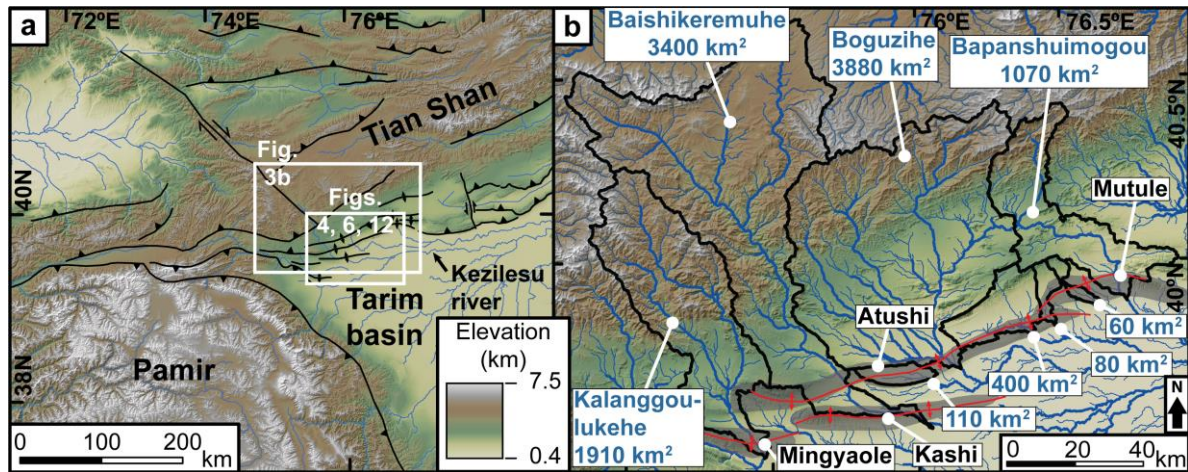 a
72ºE
74ºE
76ºE
Tian Shan
Fig.
3b
40ºN
Figs.
4, 6, 12
Kezilesu
river
Tarim
basin
Pamir
38ºN
Elevation
(km)
7.5
0.4
0 100 200
km
b
Baishikeremuhe
3400 km²
Boguzihe
3880 km²
76ºE
Bapanshuimogou
1070 km²
76.5ºE
40.5ºN
Mutule
40ºN
Atushi
60 km²
80 km²
400 km²
110 km²
Kalanggou-
lukehe
1910 km²
Mingyaole
Kashi
N
0 20 40
km